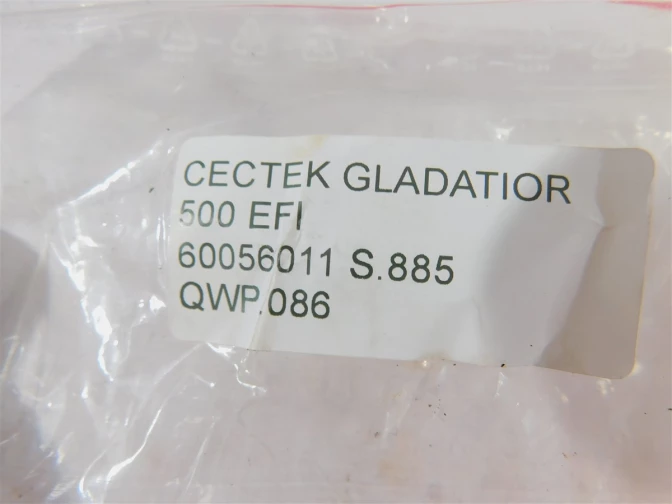 CECTEK GLADATIOR
500 EFI
60056011 S.885
QWP.086